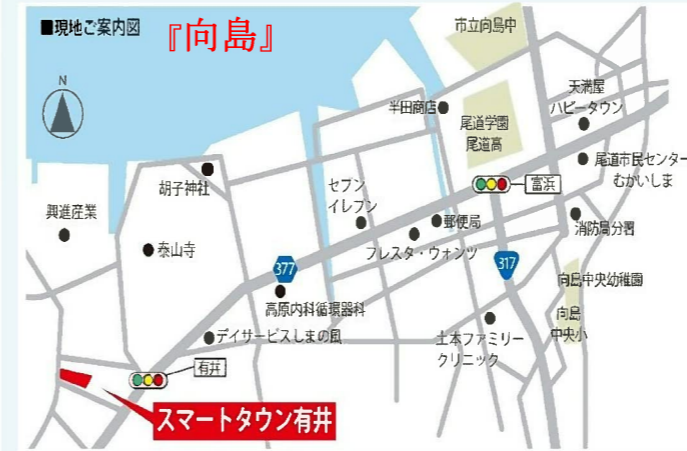 ■現地ご案内図
『向島』
市立向島中
N
天満屋
ハピータウン
半田商店
尾道学園
尾道高
尾道市民センター
むかいしま
胡子神社
セブン
イレブン
富浜
興進産業
郵便局
消防局分署
泰山寺
フレスタ・ウォンツ
377
317
向島中央幼稚園
高原内科循環器科
向島
中央小
デイサービスしまの風
土本ファミリー
クリニック
有井
スマートタウン有井